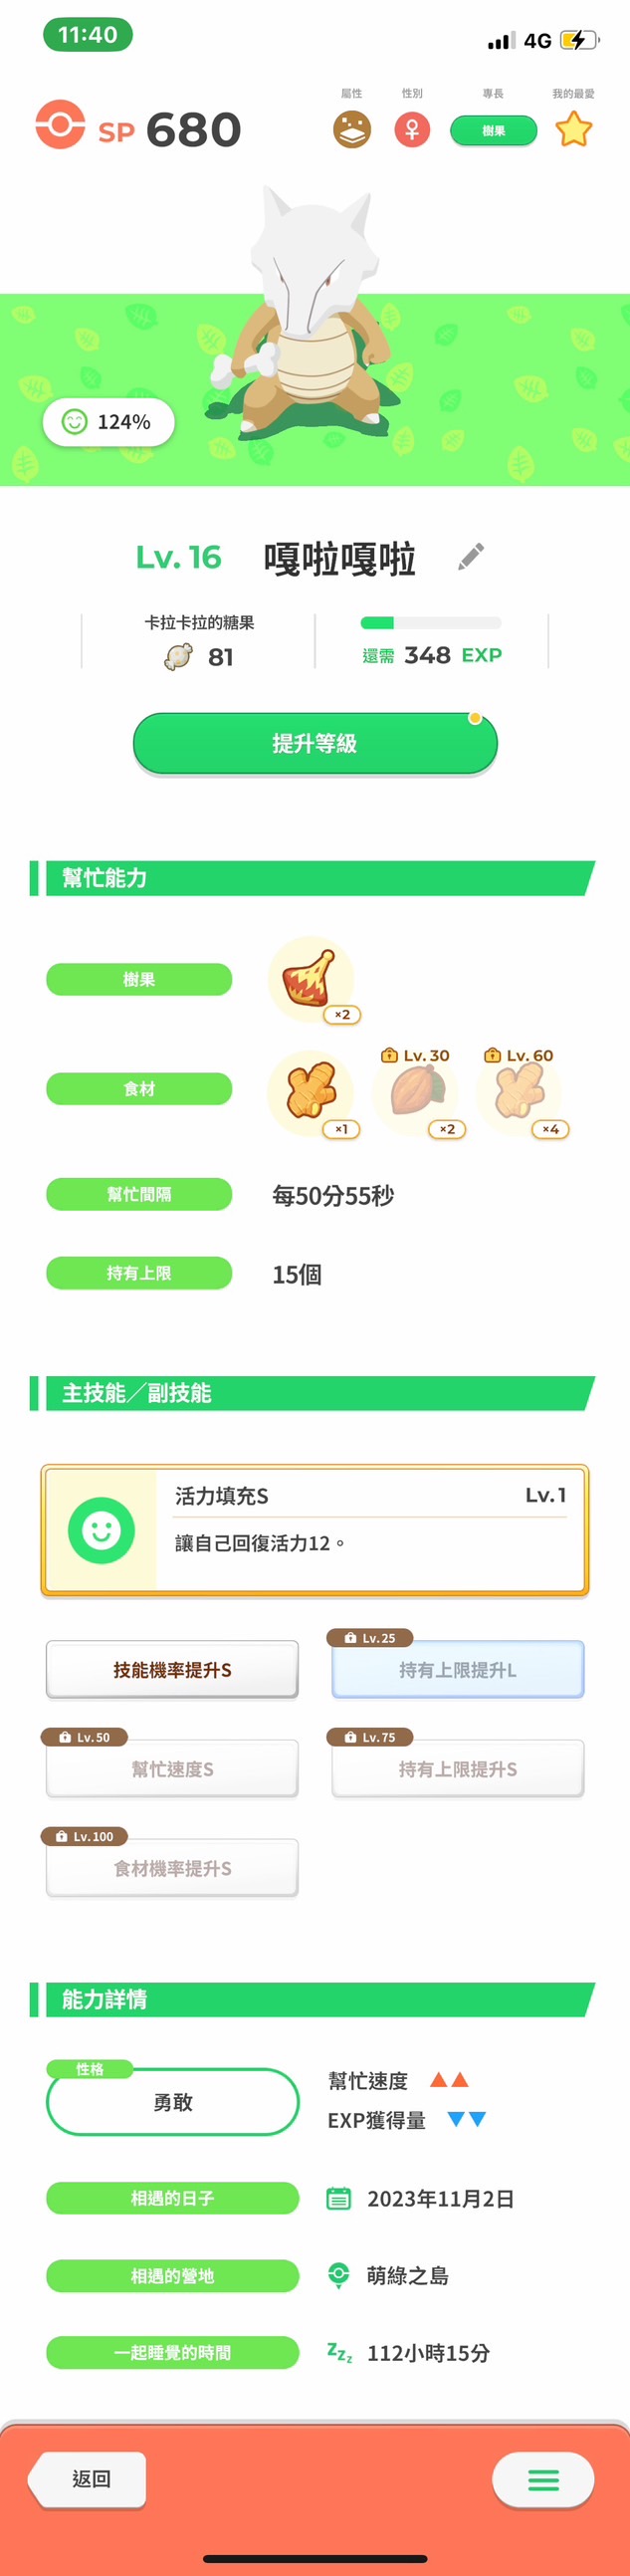 11:40 4G
屬性 性別 專長 我的最愛
SP 680 樹果
124%
Lv. 16 嘎啦嘎啦
卡拉卡拉的糖果
81 還需 348 EXP
提升等級
幫忙能力
樹果
×2
Lv. 30 Lv. 60
食材
×1 ×2 ×4
幫忙間隔 每50分55秒
持有上限 15個
主技能／副技能
活力填充S Lv. 1
讓自己回復活力12。
Lv. 25
技能機率提升S 持有上限提升L
Lv. 50 Lv. 75
幫忙速度S 持有上限提升S
Lv. 100
食材機率提升S
能力詳情
性格
勇敢
幫忙速度 ▲▲
EXP獲得量 ▼▼
相遇的日子 2023年11月2日
相遇的營地 萌綠之島
一起睡覺的時間 zzz 112小時15分
返回